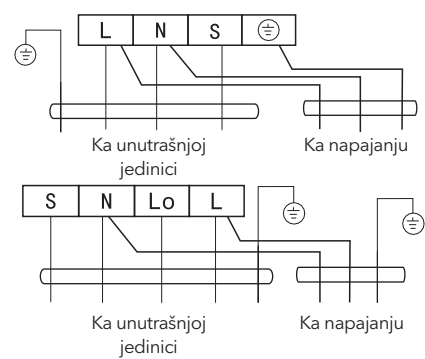 L N S
Ka unutrašnjoj
jedinici
Ka napajanju
S N Lo L
Ka unutrašnjoj
jedinici
Ka napajanju